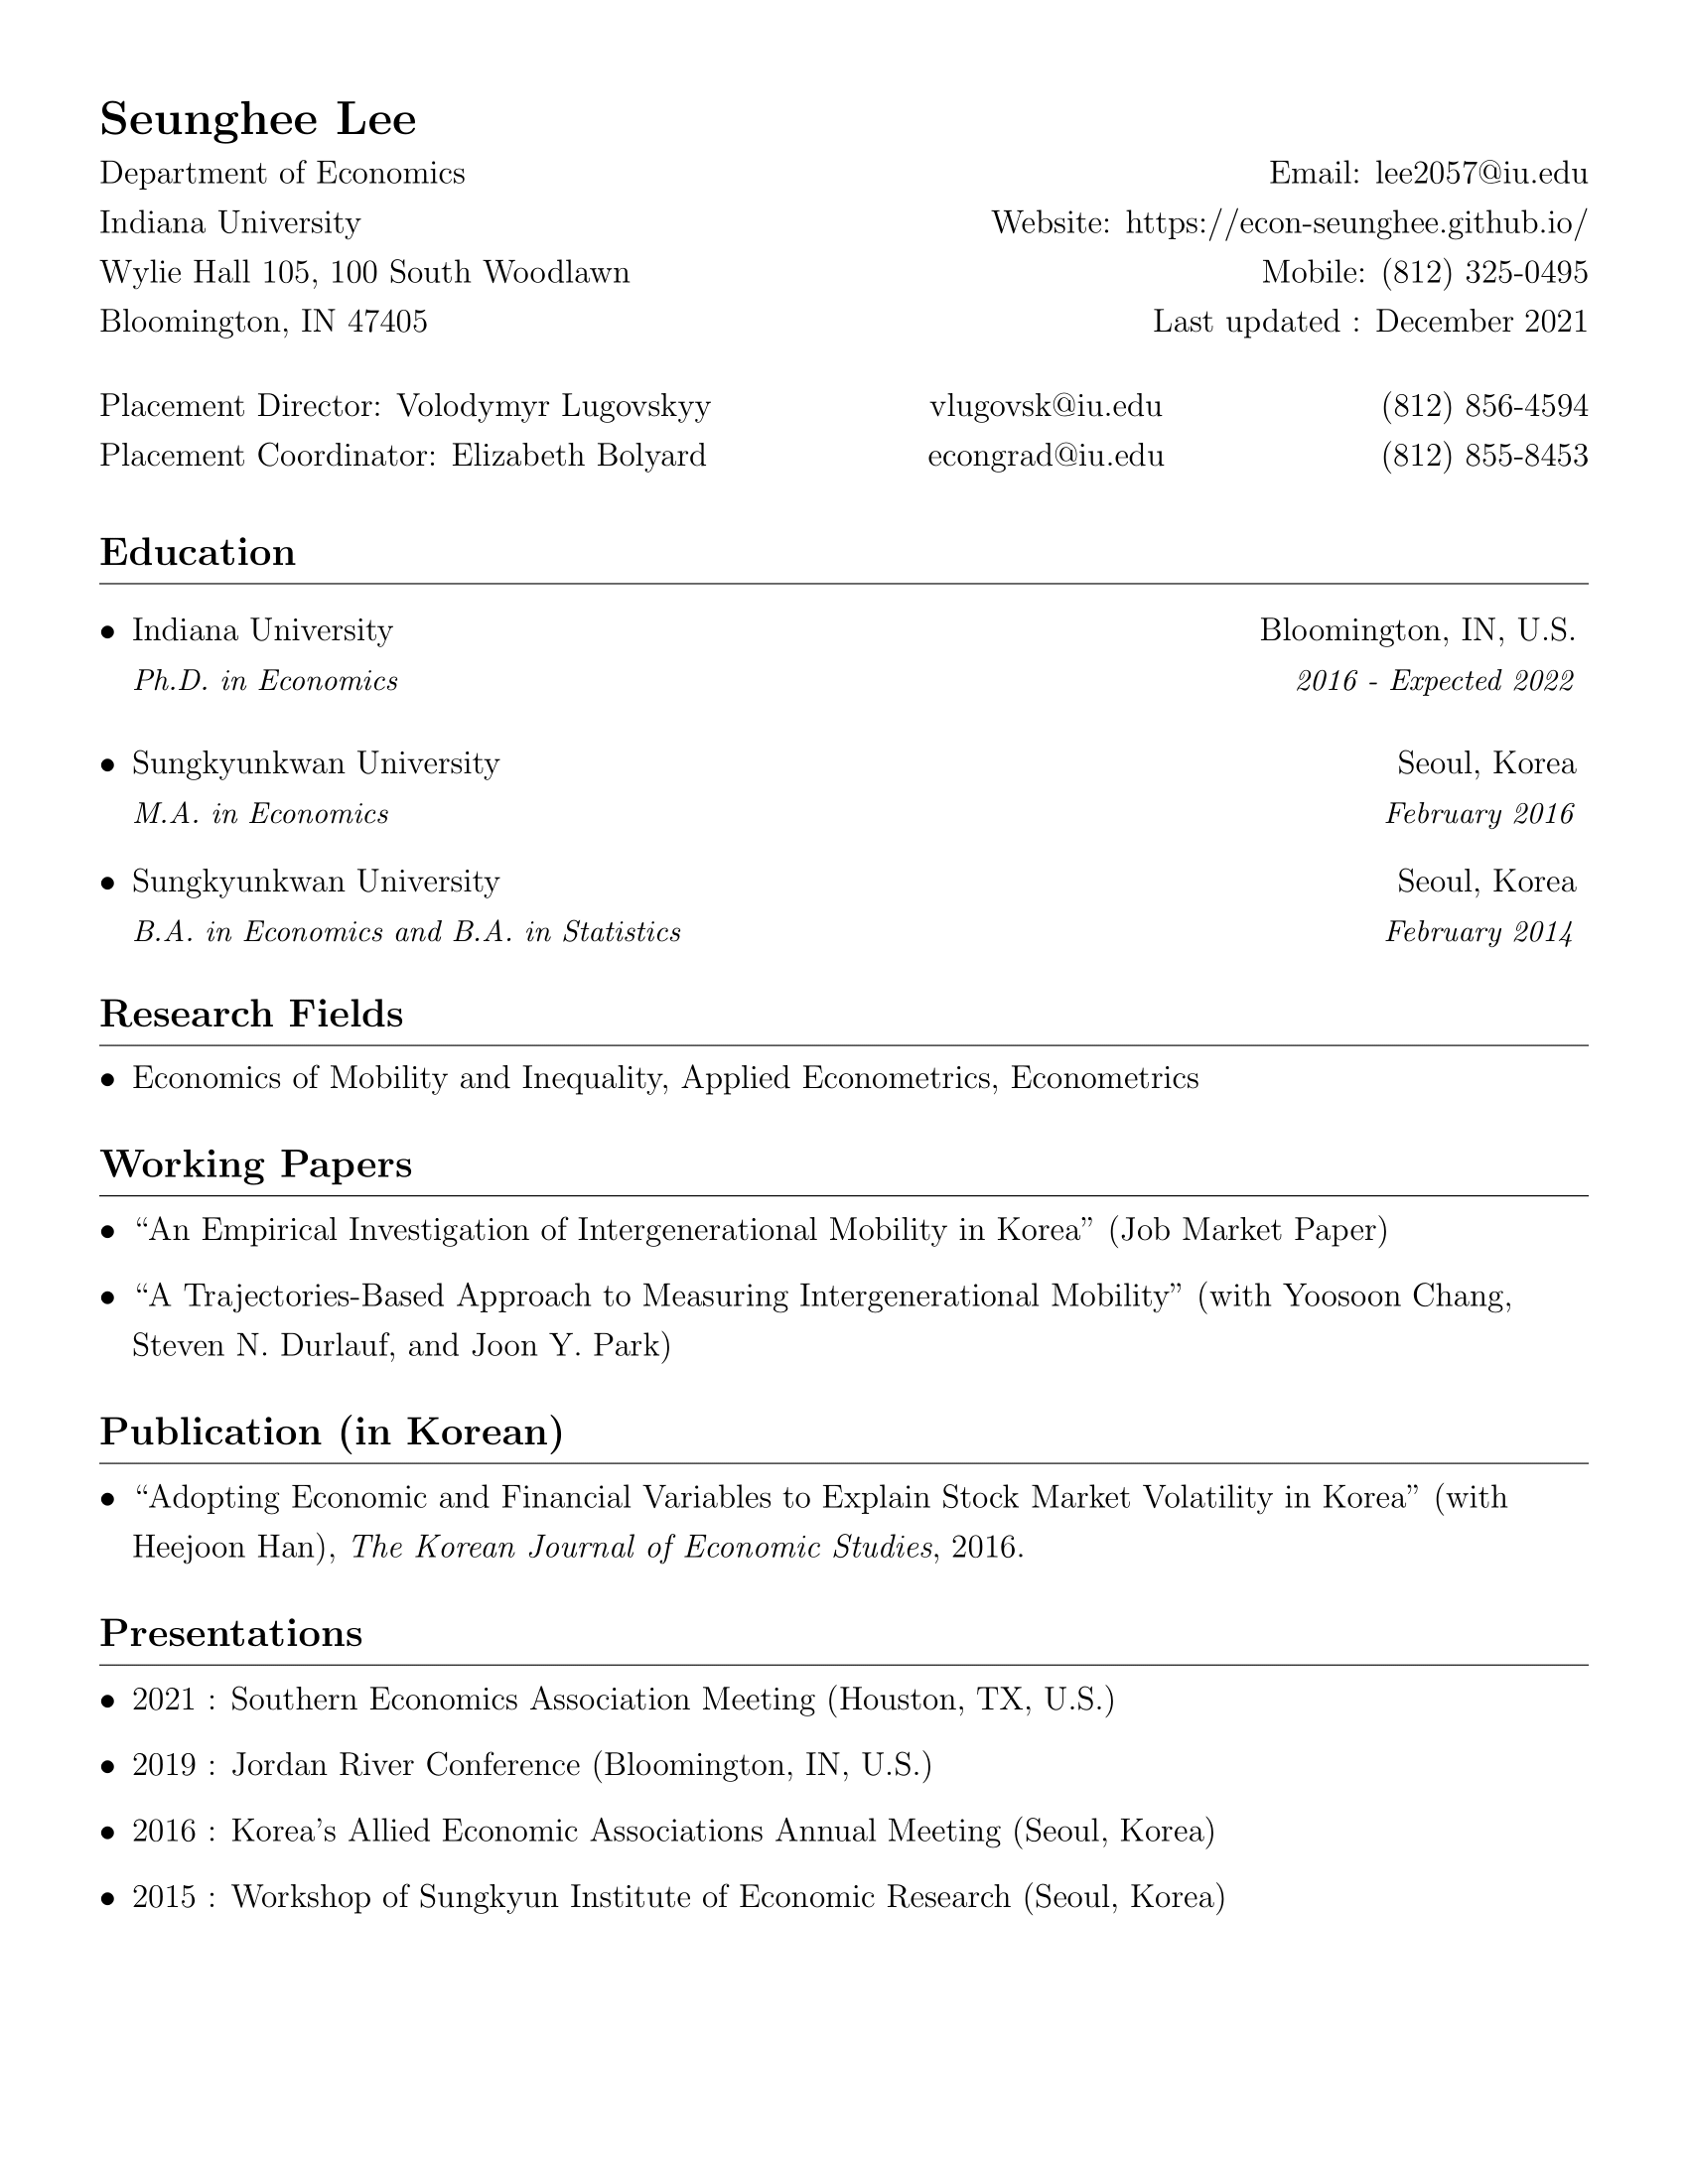 Seunghee Lee
Department of Economics Email: lee2057@iu.edu
Indiana University Website: https://econ-seunghee.github.io/
Wylie Hall 105, 100 South Woodlawn Mobile: (812) 325-0495
Bloomington, IN 47405 Last updated : December 2021
Placement Director: Volodymyr Lugovskyy vlugovsk@iu.edu (812) 856-4594
Placement Coordinator: Elizabeth Bolyard econgrad@iu.edu (812) 855-8453
Education
• Indiana University Bloomington, IN, U.S.
Ph.D. in Economics 2016 - Expected 2022
• Sungkyunkwan University Seoul, Korea
M.A. in Economics February 2016
• Sungkyunkwan University Seoul, Korea
B.A. in Economics and B.A. in Statistics February 2014
Research Fields
• Economics of Mobility and Inequality, Applied Econometrics, Econometrics
Working Papers
• “An Empirical Investigation of Intergenerational Mobility in Korea” (Job Market Paper)
• “A Trajectories-Based Approach to Measuring Intergenerational Mobility” (with Yoosoon Chang,
Steven N. Durlauf, and Joon Y. Park)
Publication (in Korean)
• “Adopting Economic and Financial Variables to Explain Stock Market Volatility in Korea” (with
Heejoon Han), The Korean Journal of Economic Studies, 2016.
Presentations
• 2021 : Southern Economics Association Meeting (Houston, TX, U.S.)
• 2019 : Jordan River Conference (Bloomington, IN, U.S.)
• 2016 : Korea’s Allied Economic Associations Annual Meeting (Seoul, Korea)
• 2015 : Workshop of Sungkyun Institute of Economic Research (Seoul, Korea)